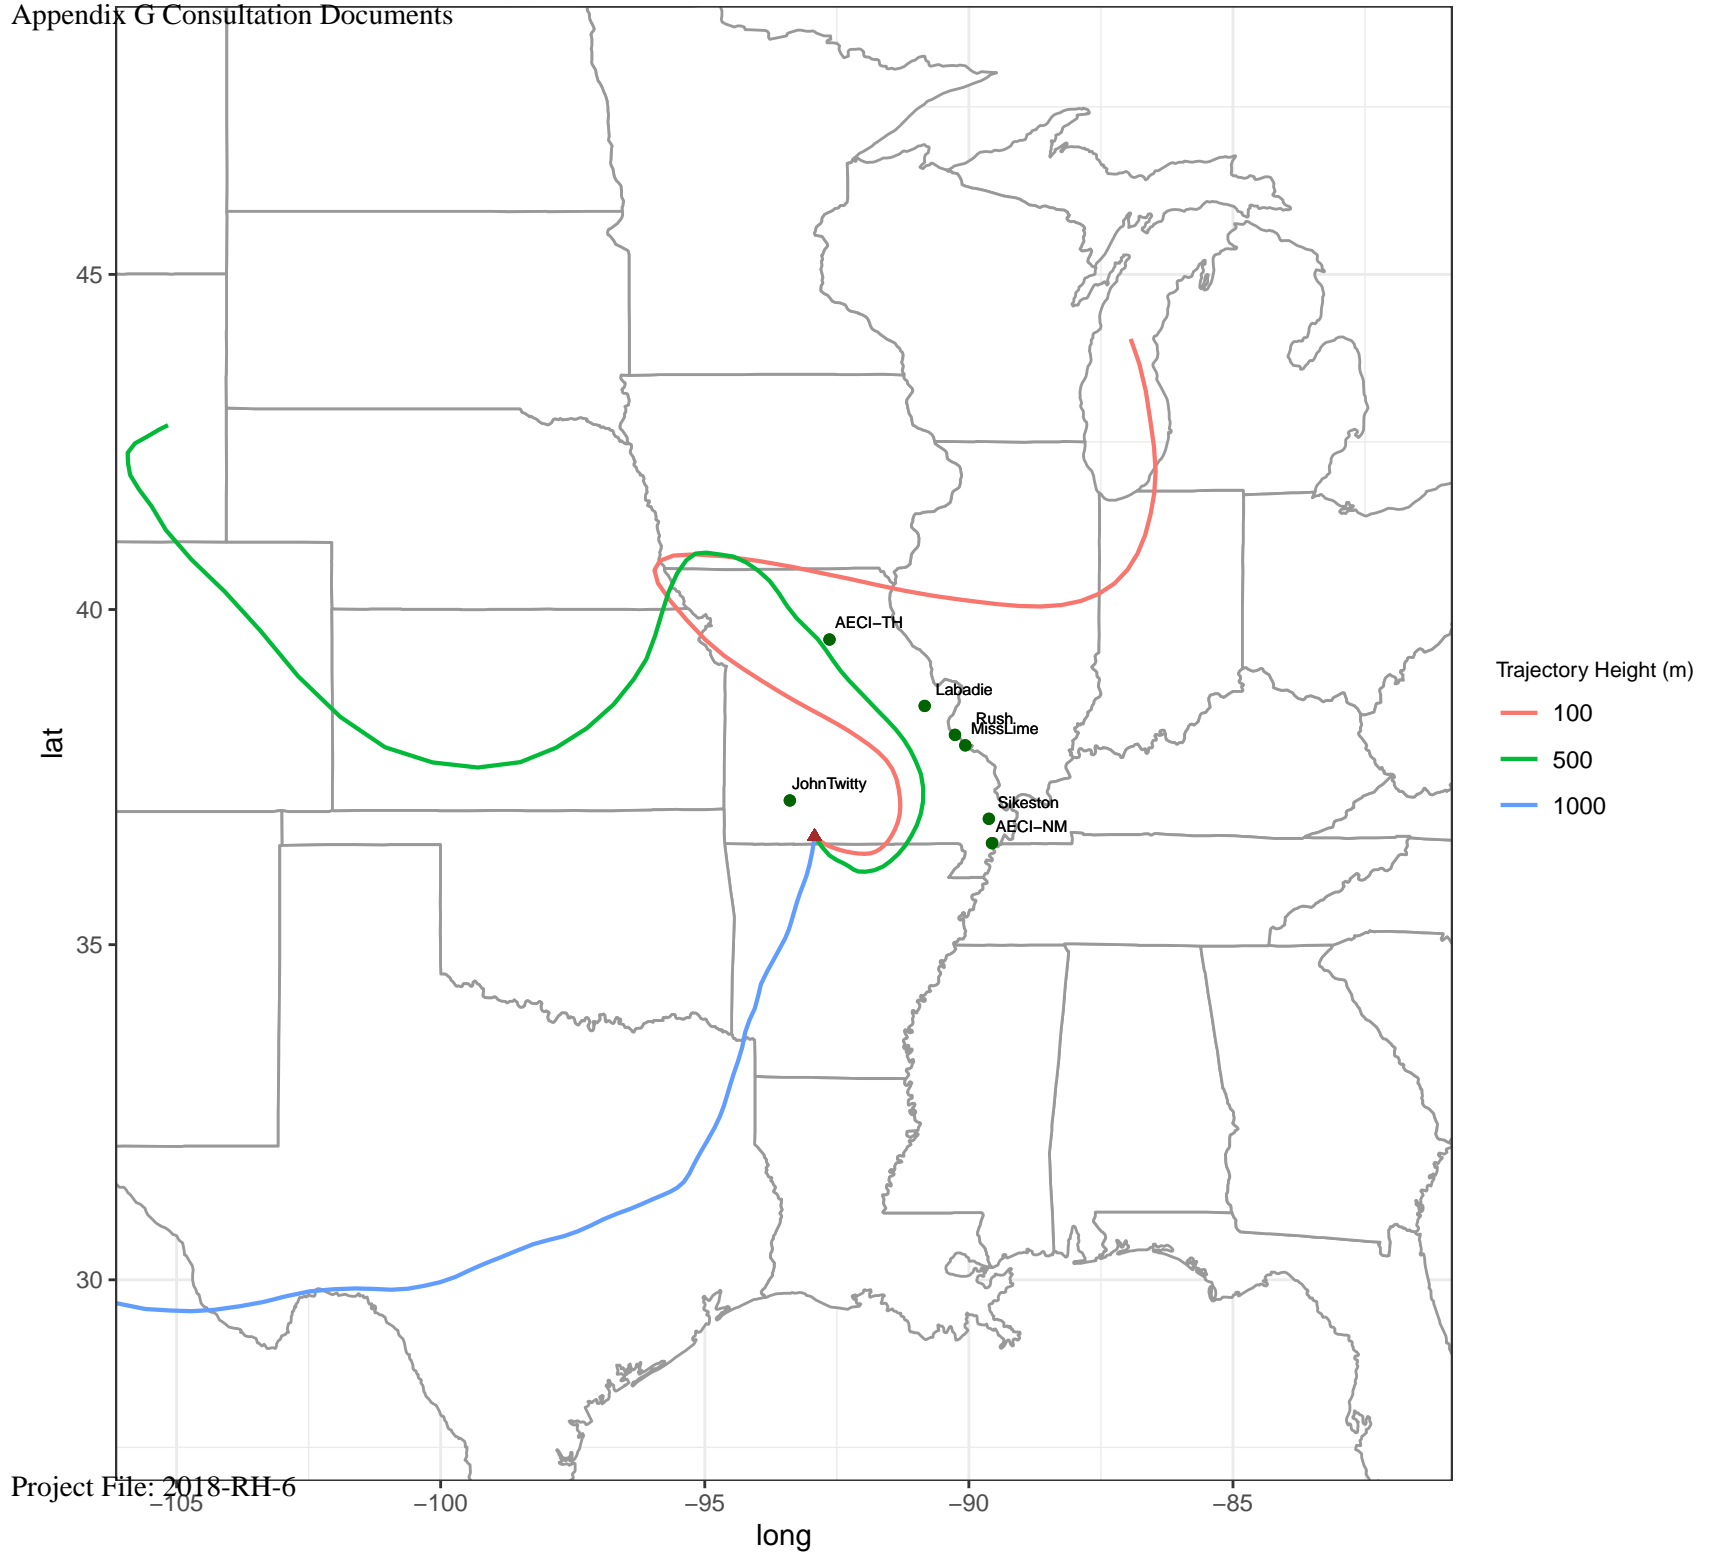 Appendix G Consultation Documents
45
40
35
30
lat
AECI−TH
Labadie
Rush
MissLime
JohnTwitty
Sikeston
AECI−NM
Trajectory Height (m)
100
500
1000
Project File: 2018-RH-6
−105
−100
−95
−90
−85
long